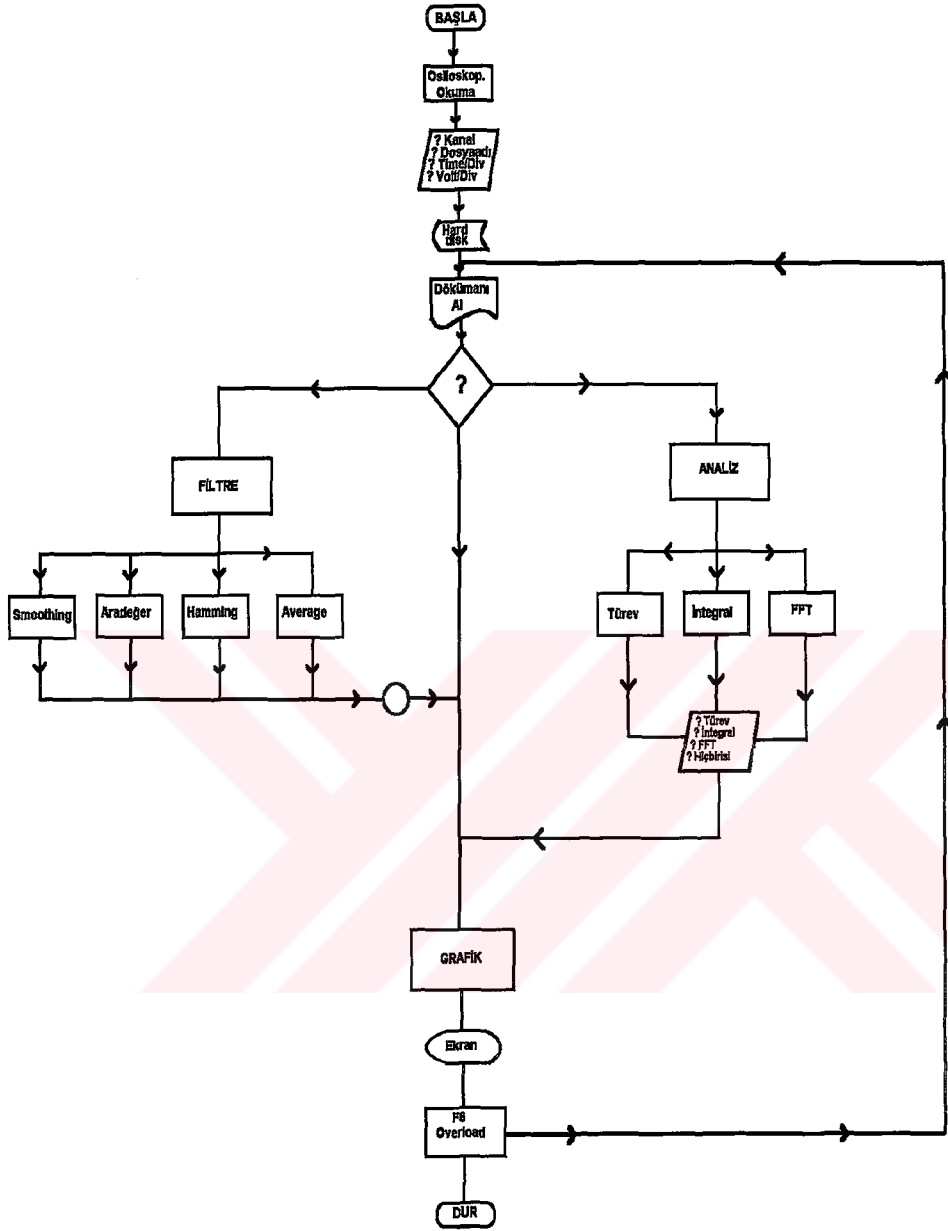 BAŞLA
Osiloskop.
Okuma
? Kanal
? Dosyaadı
? Time/Div
? Volt/Div
Hard
disk
Dökümanı
Al
?
FİLTRE
ANALİZ
Smoothing
Aradeğer
Hamming
Average
Türev
İntegral
FFT
? Türev
? İntegral
? FFT
? Hiçbirisi
GRAFİK
Ekran
Overload
DUR